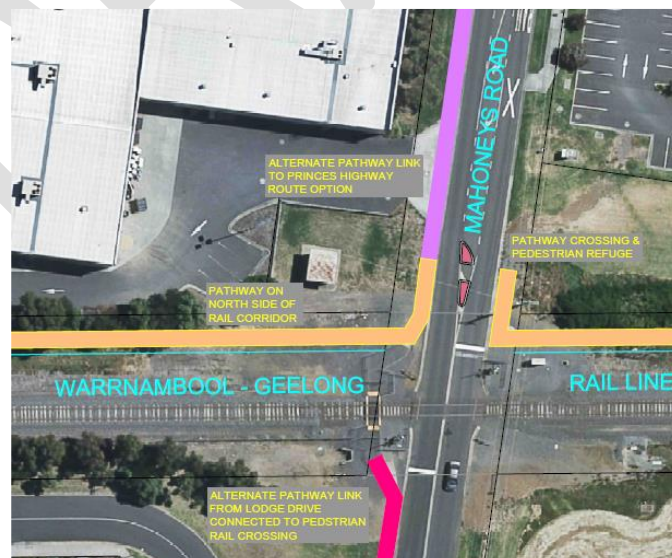 MAHONEYS ROAD
ALTERNATE PATHWAY LINK
TO PRINCES HIGHWAY
ROUTE OPTION
PATHWAY CROSSING &
PEDESTRIAN REFUGE
PATHWAY ON
NORTH SIDE OF
RAIL CORRIDOR
WARRNAMBOOL - GEELONG
RAIL LINE
ALTERNATE PATHWAY LINK
FROM LODGE DRIVE
CONNECTED TO PEDSTRIAN
RAIL CROSSING